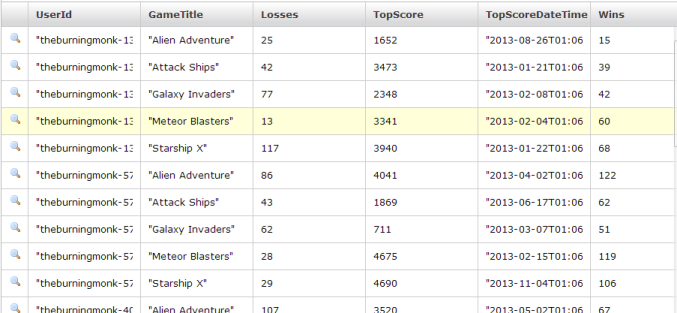 UserId GameTitle Losses TopScore TopScoreDateTime Wins
"theburningmonk-13 "Alien Adventure" 25 1652 "2013-08-26T01:06 15
"theburningmonk-13 "Attack Ships" 42 3473 "2013-01-21T01:06 39
"theburningmonk-13 "Galaxy Invaders" 77 2348 "2013-02-08T01:06 42
"theburningmonk-13 "Meteor Blasters" 13 3341 "2013-02-04T01:06 60
"theburningmonk-13 "Starship X" 117 3940 "2013-01-22T01:06 68
"theburningmonk-57 "Alien Adventure" 86 4041 "2013-04-02T01:06 122
"theburningmonk-57 "Attack Ships" 43 1869 "2013-06-17T01:06 62
"theburningmonk-57 "Galaxy Invaders" 62 711 "2013-03-07T01:06 51
"theburningmonk-57 "Meteor Blasters" 28 4675 "2013-02-15T01:06 119
"theburningmonk-57 "Starship X" 29 4690 "2013-11-04T01:06 106
"theburningmonk-40 "Alien Adventure" 107 3520 "2013-05-02T01:06 67